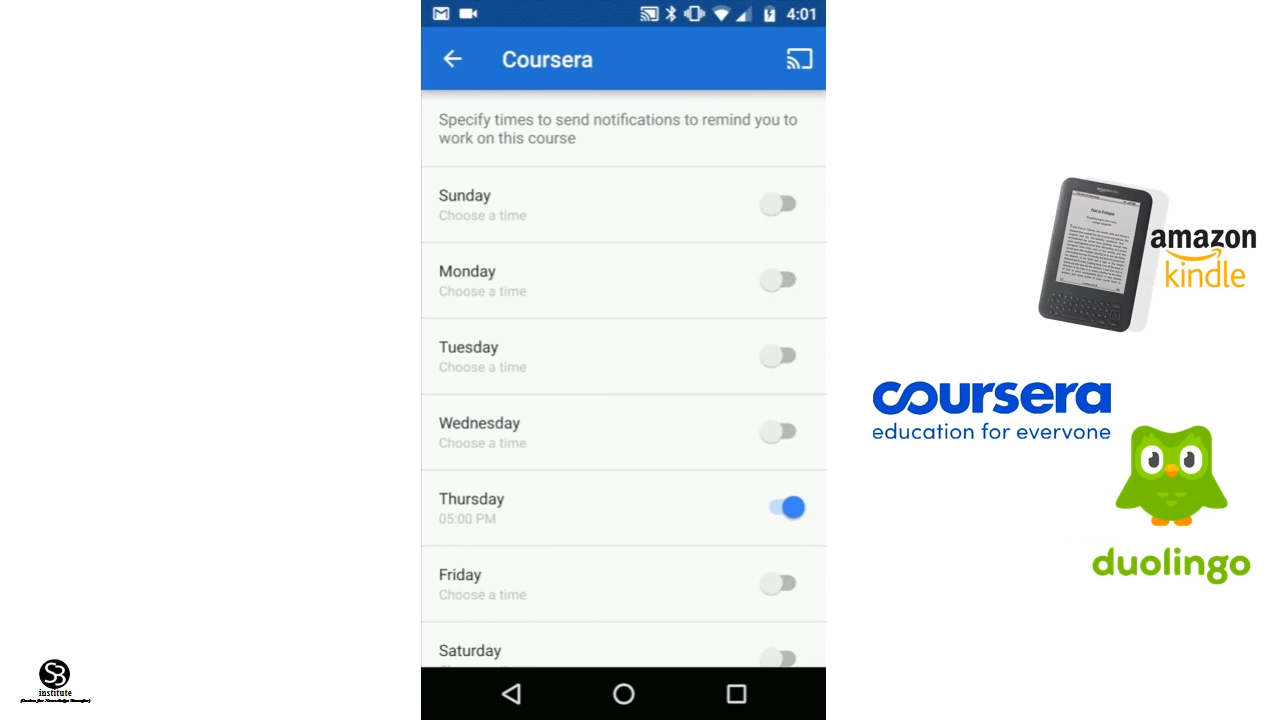 4:01
Coursera
Specify times to send notifications to remind you to
work on this course
Sunday
Choose a time
Monday
Choose a time
Tuesday
Choose a time
Wednesday
Choose a time
Thursday
05:00 PM
Friday
Choose a time
Saturday
amazon
kindle
coursera
education for everyone
duolingo
SB
institute